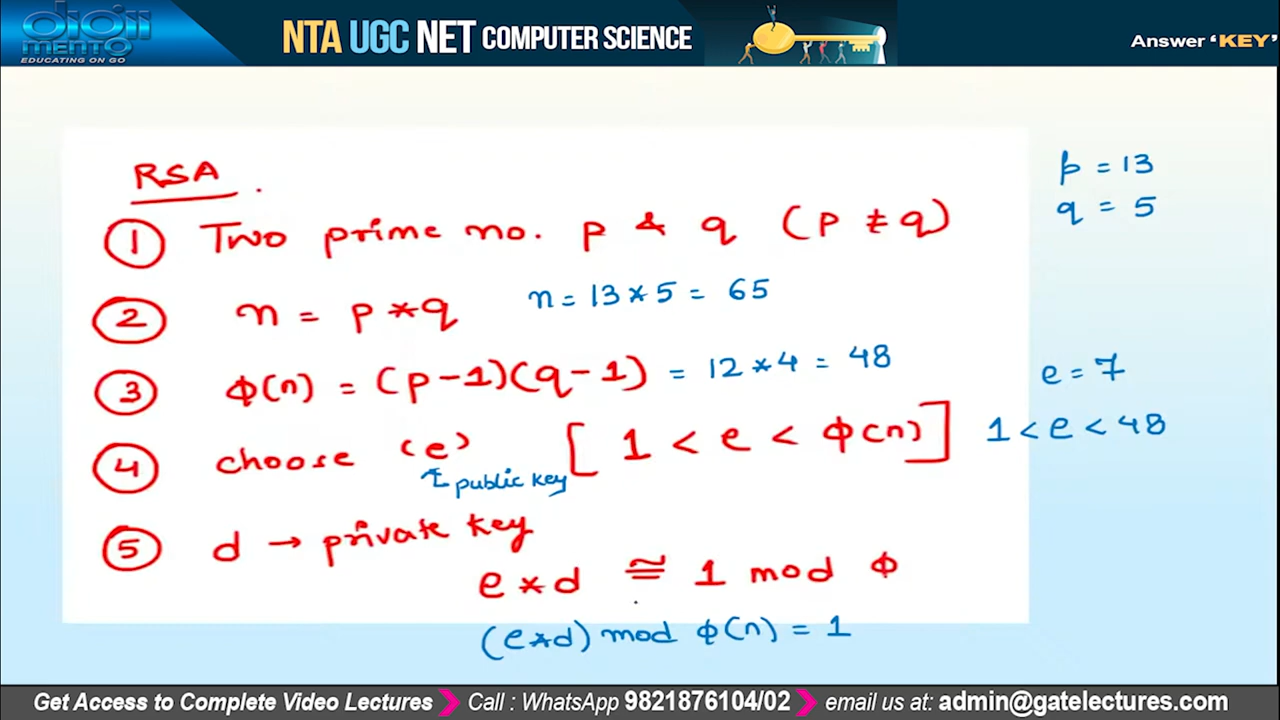 didji
MENTO
EDUCATING ON GO
NTA UGC NET COMPUTER SCIENCE
Answer ‘KEY’
RSA .
① Two prime no. p & q (p ≠ q)
p = 13
q = 5
② n = p * q n = 13 * 5 = 65
③ ϕ(n) = (p - 1)(q - 1) = 12 * 4 = 48
e = 7
④ choose (e) [1 < e < ϕ(n)] 1 < e < 48
public key
⑤ d → private key
e * d ≅ 1 mod ϕ
(e * d) mod ϕ(n) = 1
Get Access to Complete Video Lectures Call : WhatsApp 9821876104/02 email us at: admin@gatelectures.com